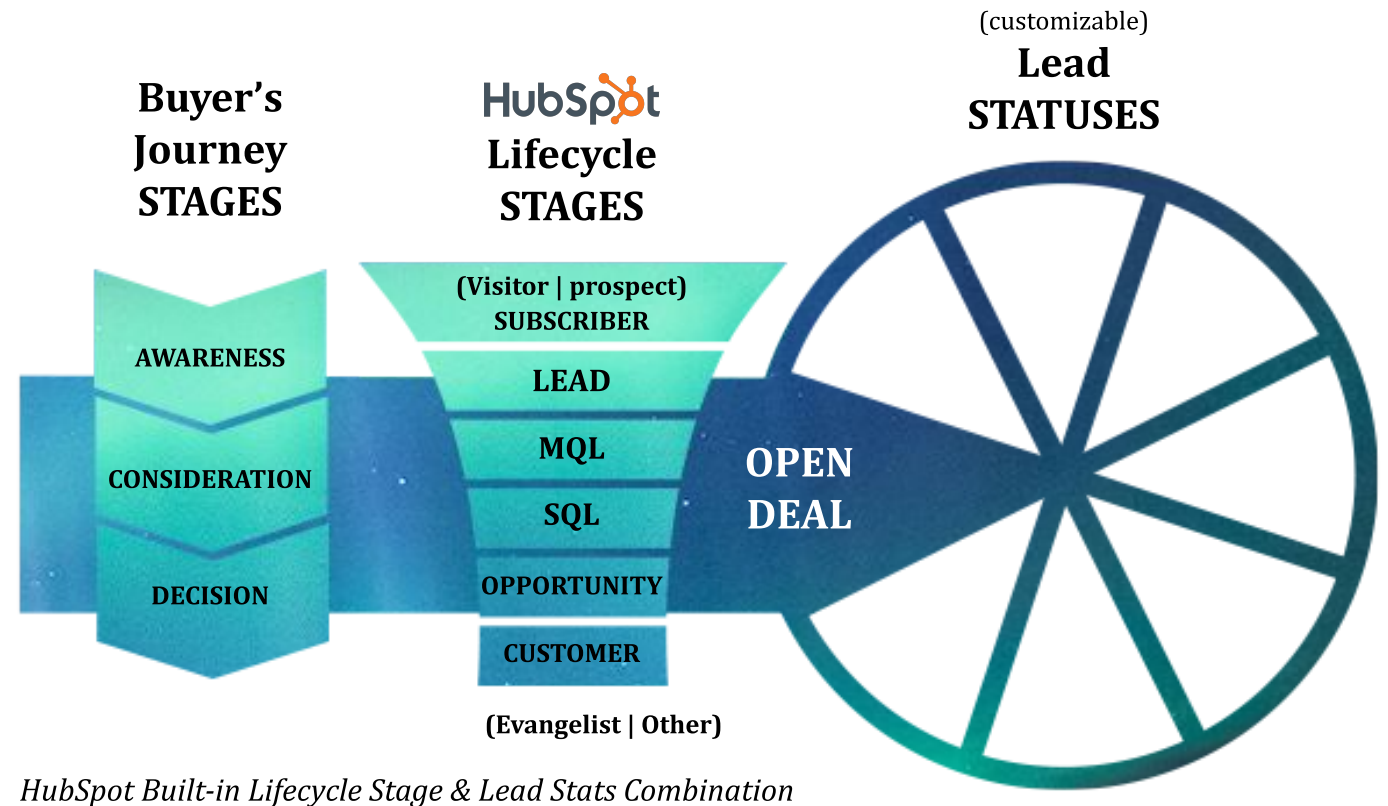 Buyer's
Journey
STAGES
AWARENESS
CONSIDERATION
DECISION
HubSpot
Lifecycle
STAGES
(Visitor | prospect)
SUBSCRIBER
LEAD
MQL
SQL
OPPORTUNITY
CUSTOMER
(Evangelist | Other)
(customizable)
Lead
STATUSES
OPEN
DEAL
HubSpot Built-in Lifecycle Stage & Lead Stats Combination